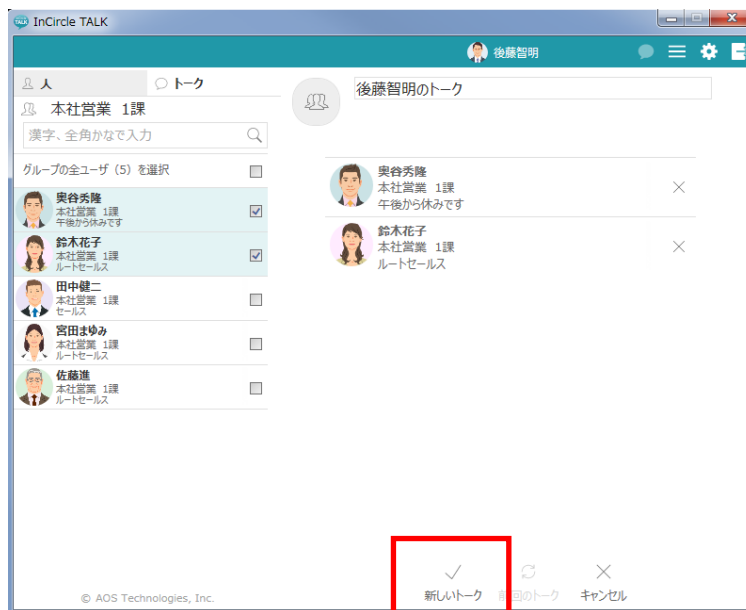 InCircle TALK
後藤智明
人
トーク
本社営業 1課
漢字、全角かなで入力
グループの全ユーザ (5) を選択
奥谷秀隆
本社営業 1課
午後から休みです
鈴木花子
本社営業 1課
ルートセールス
田中健二
本社営業 1課
セールス
宮田まゆみ
本社営業 1課
ルートセールス
佐藤進
本社営業 1課
ルートセールス
© AOS Technologies, Inc.
後藤智明のトーク
奥谷秀隆
本社営業 1課
午後から休みです
鈴木花子
本社営業 1課
ルートセールス
新しいトーク
前回のトーク
キャンセル